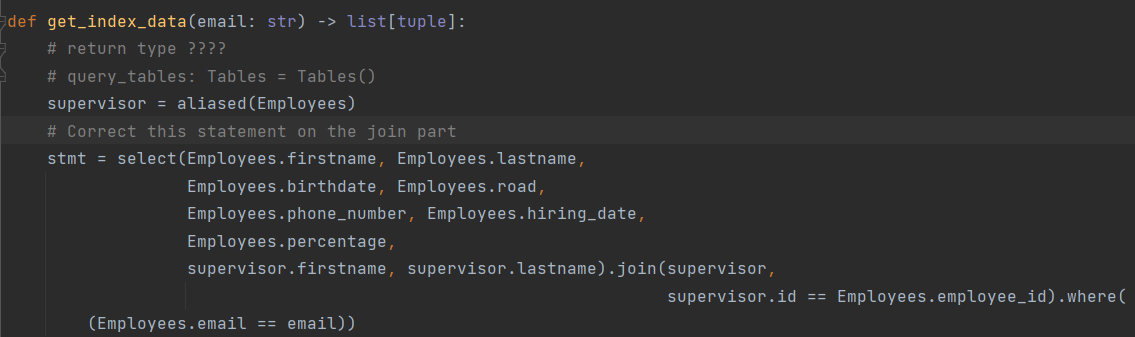 def get_index_data(email: str) -> list[tuple]:
# return type ????
# query_tables: Tables = Tables()
supervisor = aliased(Employees)
# Correct this statement on the join part
stmt = select(Employees.firstname, Employees.lastname,
Employees.birthdate, Employees.road,
Employees.phone_number, Employees.hiring_date,
Employees.percentage,
supervisor.firstname, supervisor.lastname).join(supervisor,
supervisor.id == Employees.employee_id).where(
(Employees.email == email))